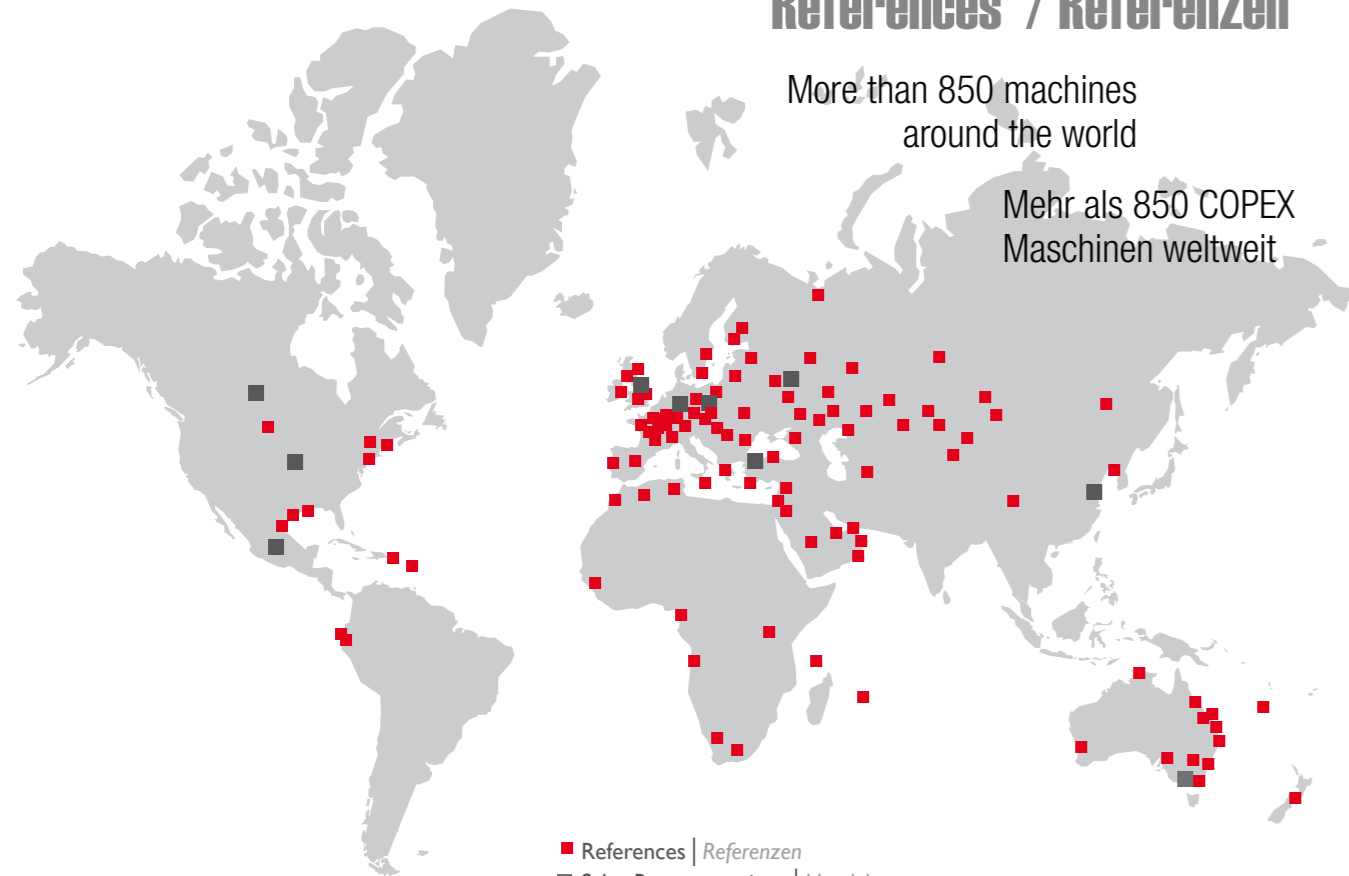 References / Referenzen
More than 850 machines
around the world
Mehr als 850 COPEX
Maschinen weltweit
References | Referenzen